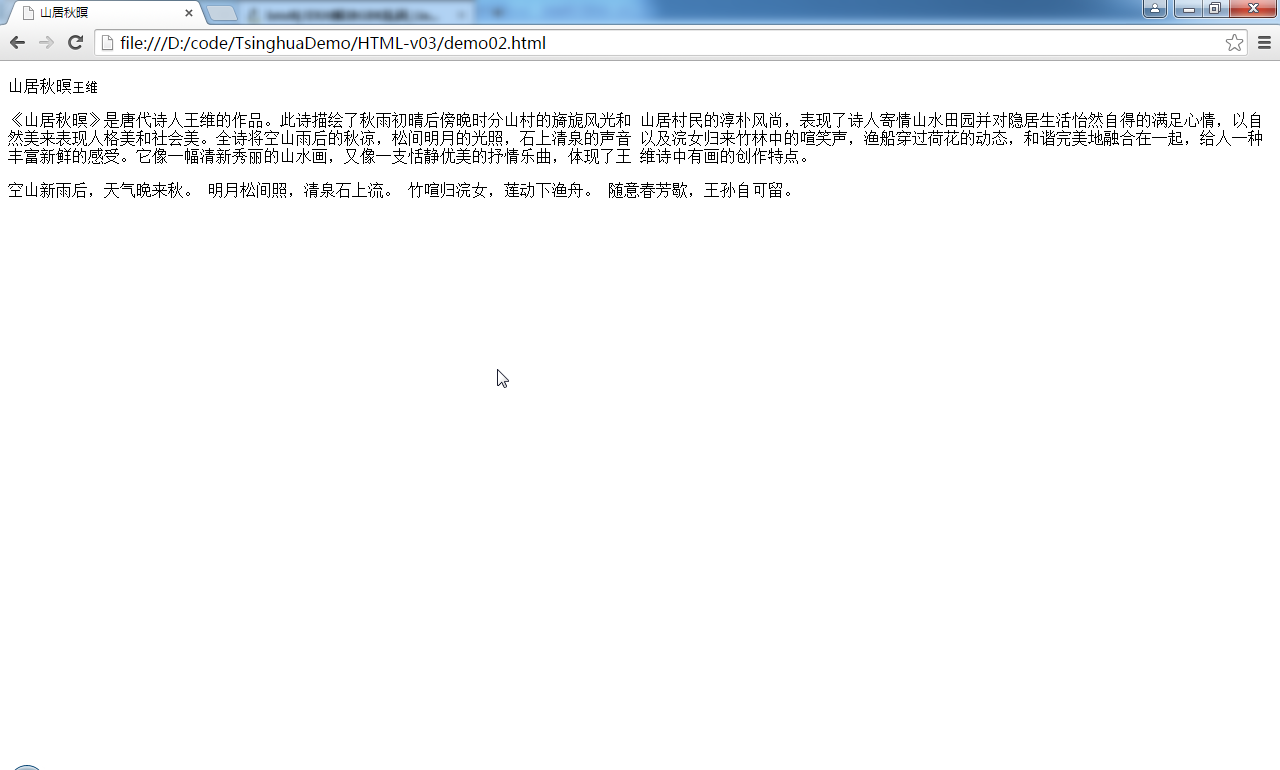 山居秋暝
file:///D:/code/TsinghuaDemo/HTML-v03/demo02.html
山居秋暝王维
《山居秋暝》是唐代诗人王维的作品。此诗描绘了秋雨初晴后傍晚时分山村的旖旎风光和 山居村民的淳朴风尚，表现了诗人寄情山水田园并对隐居生活怡然自得的满足心情，以自
然美来表现人格美和社会美。全诗将空山雨后的秋凉，松间明月的光照，石上清泉的声音 以及浣女归来竹林中的喧笑声，渔船穿过荷花的动态，和谐完美地融合在一起，给人一种
丰富新鲜的感受。它像一幅清新秀丽的山水画，又像一支恬静优美的抒情乐曲，体现了王 维诗中有画的创作特点。
空山新雨后，天气晚来秋。 明月松间照，清泉石上流。 竹喧归浣女，莲动下渔舟。 随意春芳歇，王孙自可留。